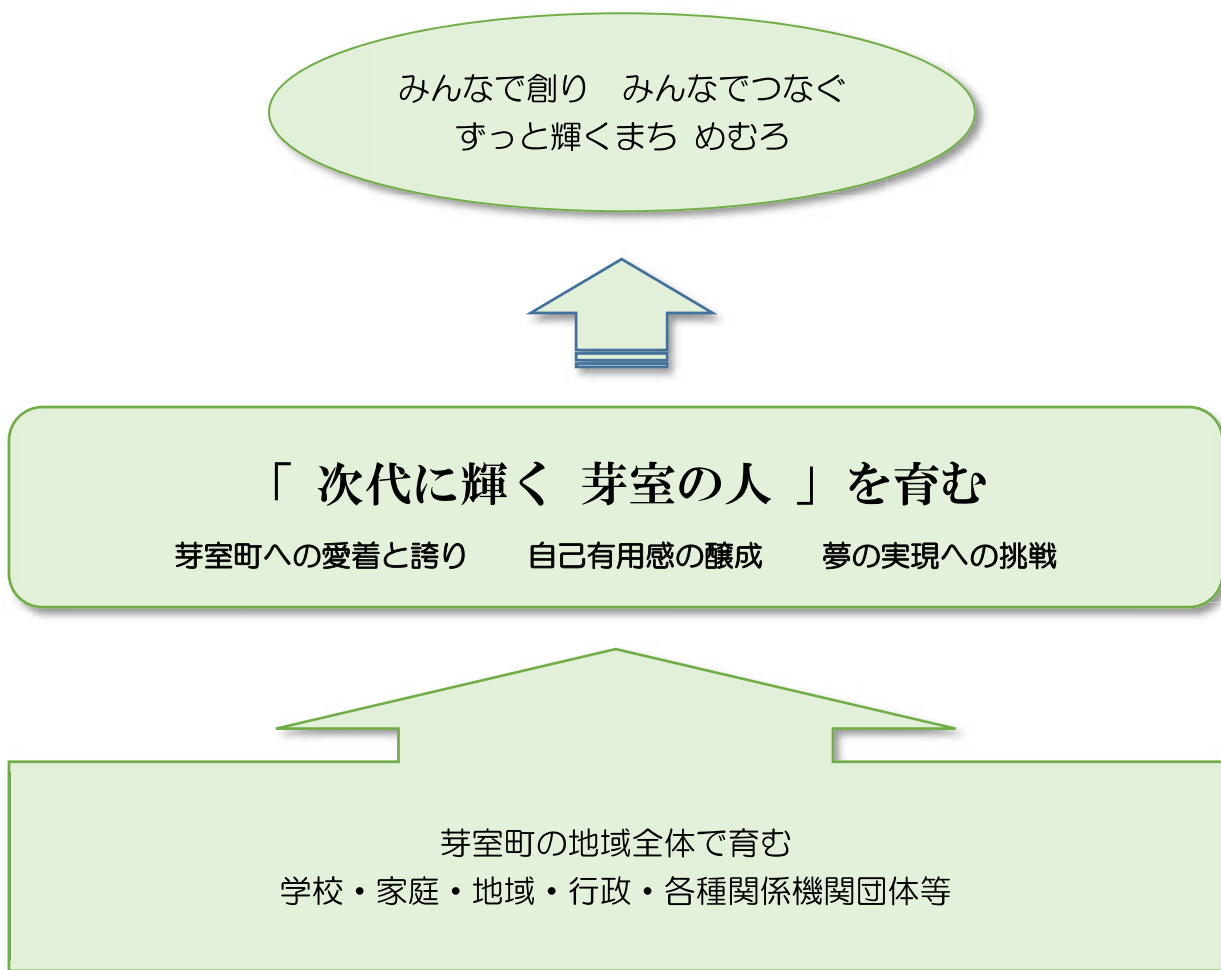 みんなで創り　みんなでつなぐ
ずっと輝くまち めむろ
「 次代に輝く 芽室の人 」を育む
芽室町への愛着と誇り　　自己有用感の醸成　　夢の実現への挑戦
芽室町の地域全体で育む
学校・家庭・地域・行政・各種関係機関団体等